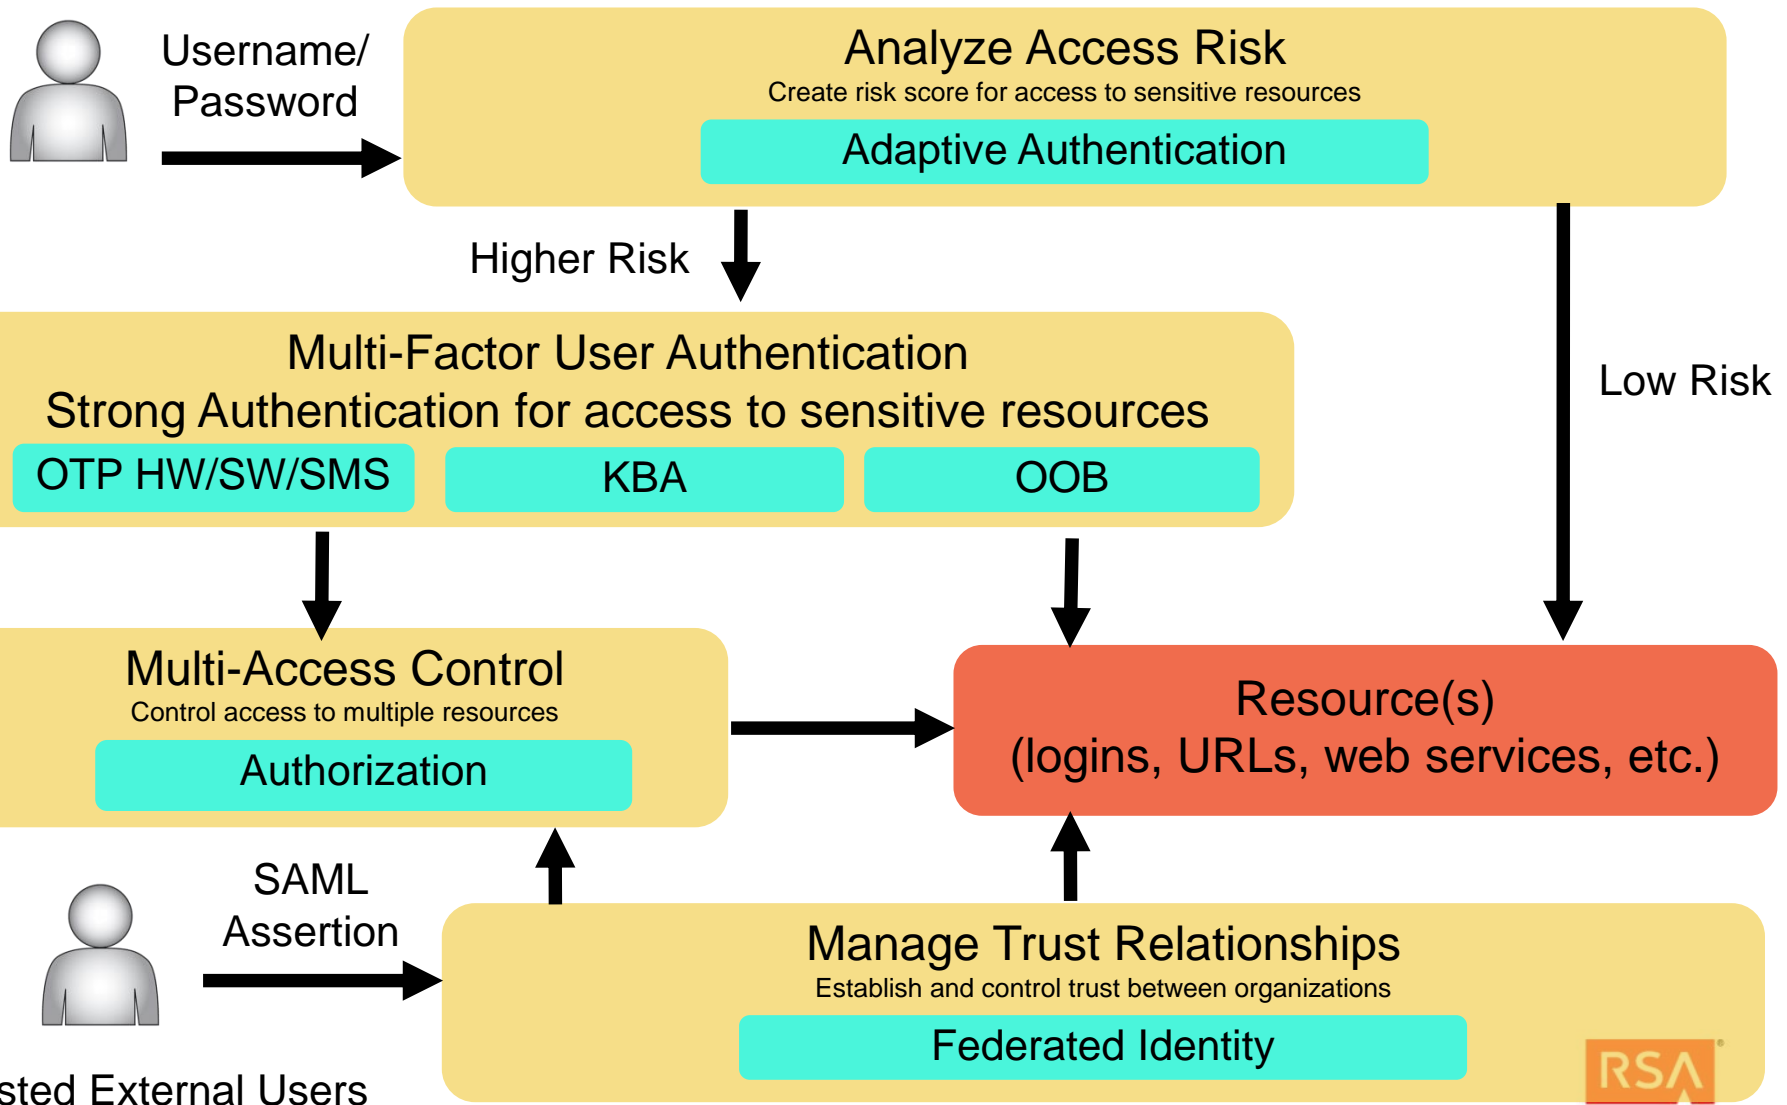 Username/
Password
Analyze Access Risk
Create risk score for access to sensitive resources
Adaptive Authentication
Higher Risk
Low Risk
Multi-Factor User Authentication
Strong Authentication for access to sensitive resources
OTP HW/SW/SMS
KBA
OOB
Multi-Access Control
Control access to multiple resources
Authorization
Resource(s)
(logins, URLs, web services, etc.)
SAML
Assertion
Manage Trust Relationships
Establish and control trust between organizations
Federated Identity
sted External Users
RSA